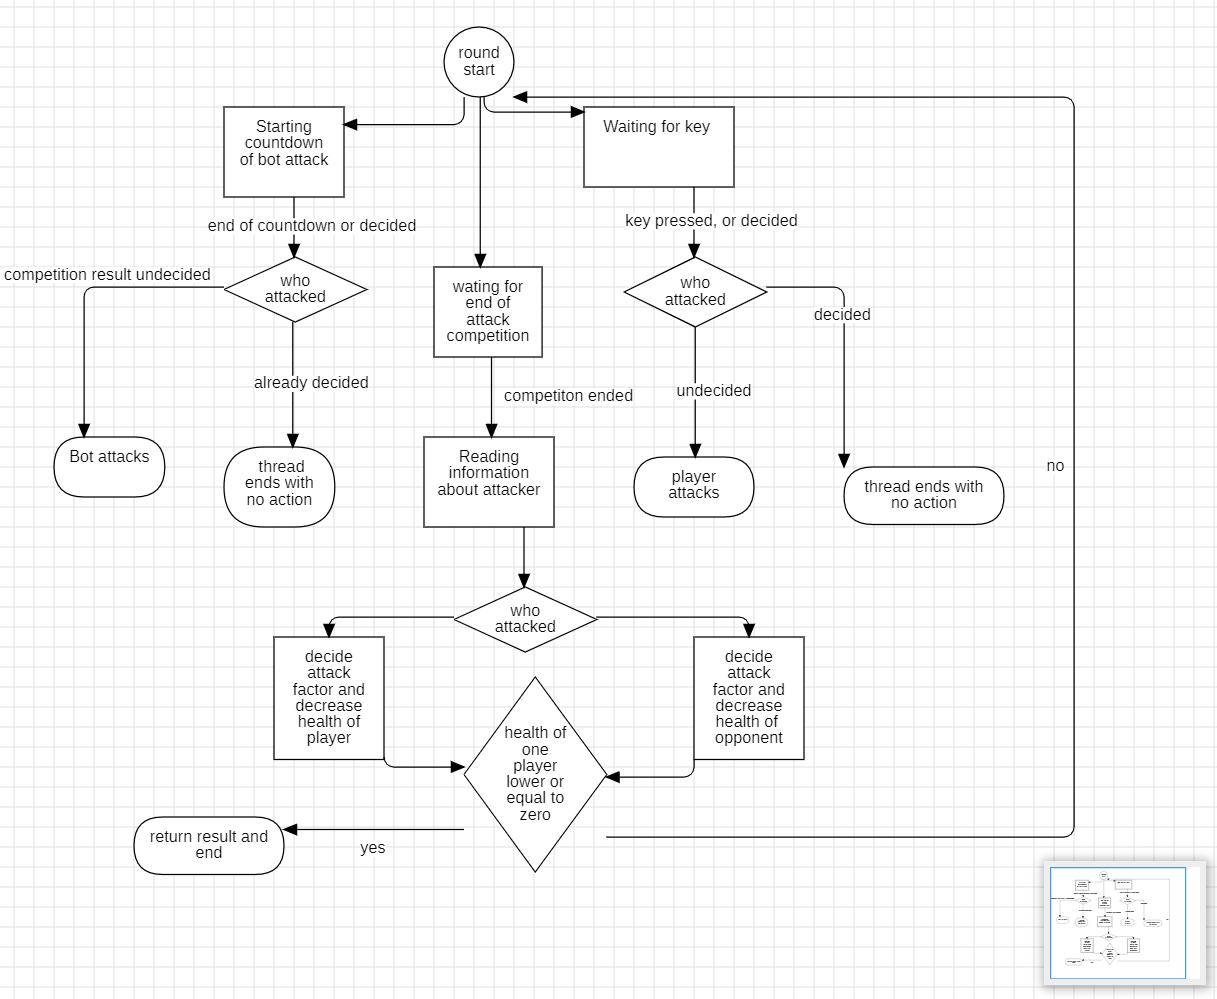 round
start
Starting
countdown
of bot attack
Waiting for key
end of countdown or decided
key pressed, or decided
competition result undecided
who
attacked
wating for
end of
attack
competition
who
attacked
decided
already decided
competiton ended
undecided
Bot attacks
thread
ends with
no action
Reading
information
about attacker
player
attacks
thread ends with
no action
no
who
attacked
decide
attack
factor and
decrease
health of
player
decide
attack
factor and
decrease
health of
opponent
health of
one
player
lower or
equal to
zero
return result and
end
yes